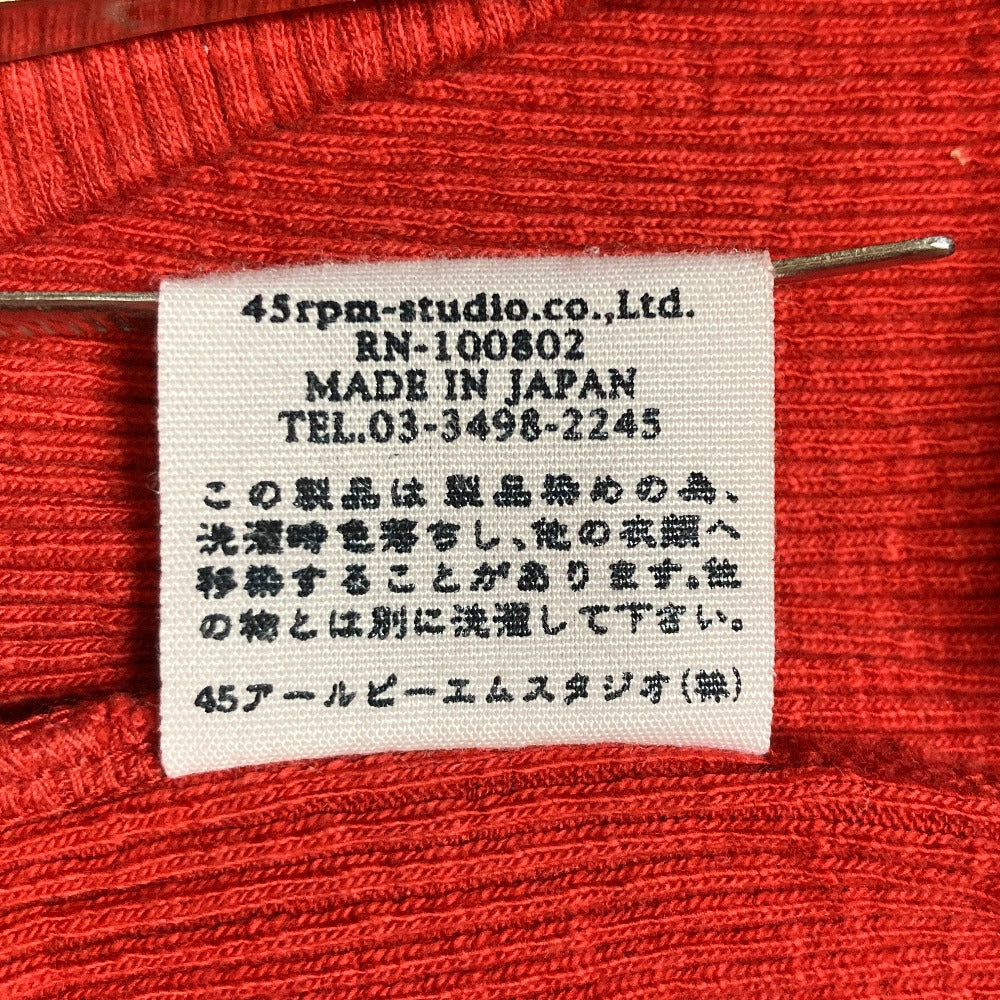 45rpm-studio.co.,Ltd.
RN-100802
MADE IN JAPAN
TEL.03-3498-2245
この製品は製品染めの為、
洗濯時色落ちし、他の衣類へ
移染することがあります。他
の物とは別に洗濯して下さい。
45アールピーエムスタジオ(株)